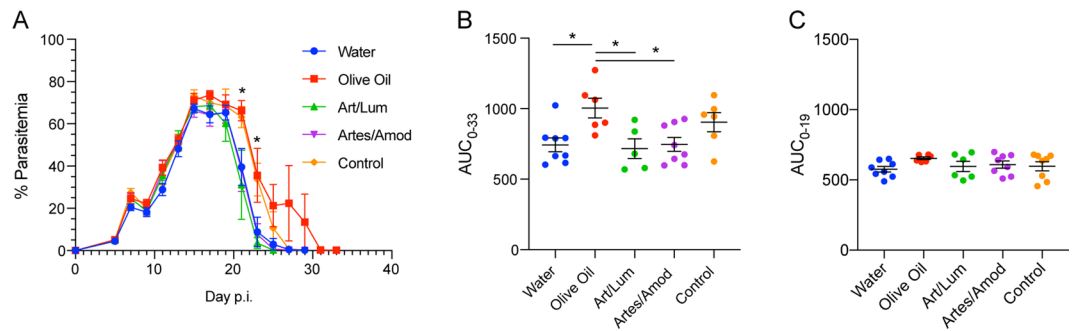 A
% Parasitemia
100
80
60
40
20
0
0
10
20
30
40
Day p.i.
Water
Olive Oil
Art/Lum
Artes/Amod
Control
*
*
B
AUC0-33
1500
1000
500
0
*
*
*
Water
Olive Oil
Art/Lum
Artes/Amod
Control
C
AUC0-19
1500
1000
500
0
Water
Olive Oil
Art/Lum
Artes/Amod
Control